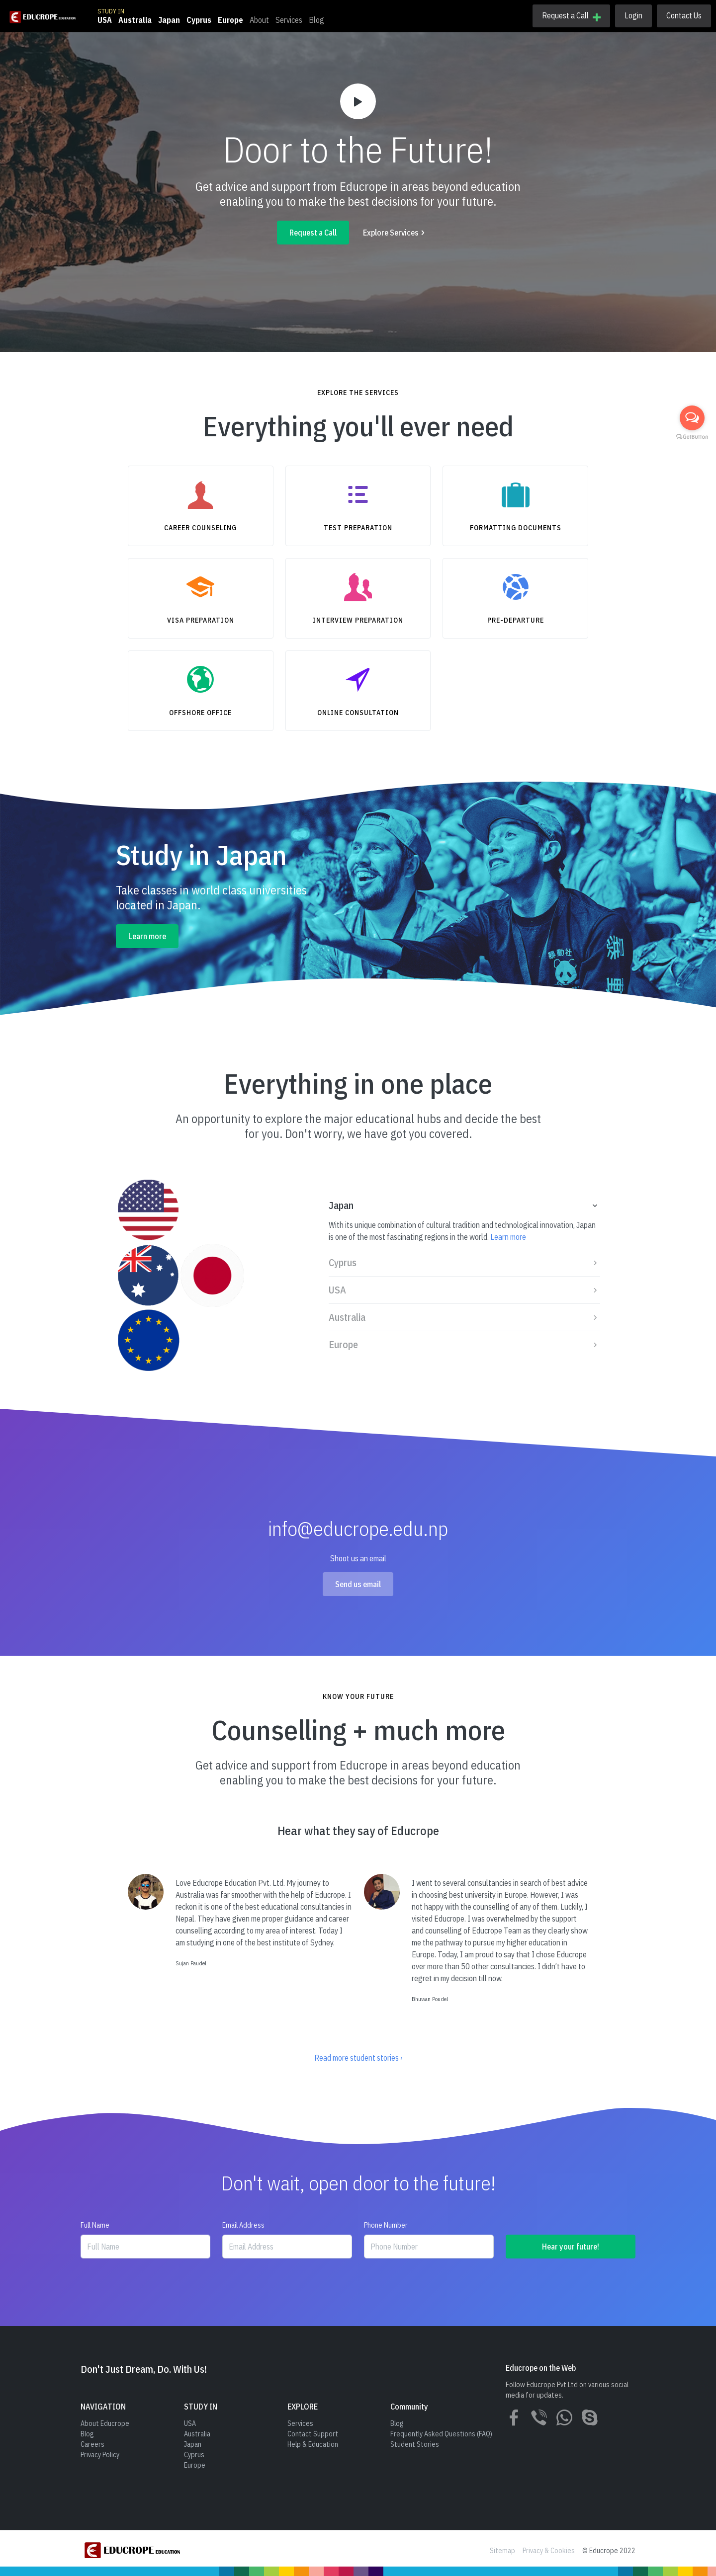 EDUCROPE EDUCATION
STUDY IN
USA Australia Japan Cyprus Europe About Services Blog
Request a Call
Login
Contact Us
Door to the Future!
Get advice and support from Educrope in areas beyond education
enabling you to make the best decisions for your future.
Request a Call
Explore Services ›
EXPLORE THE SERVICES
Everything you'll ever need
GetButton
CAREER COUNSELING
TEST PREPARATION
FORMATTING DOCUMENTS
VISA PREPARATION
INTERVIEW PREPARATION
PRE-DEPARTURE
OFFSHORE OFFICE
ONLINE CONSULTATION
Study in Japan
Take classes in world class universities
located in Japan.
Learn more
Everything in one place
An opportunity to explore the major educational hubs and decide the best
for you. Don't worry, we have got you covered.
Japan
With its unique combination of cultural tradition and technological innovation, Japan
is one of the most fascinating regions in the world. Learn more
Cyprus
USA
Australia
Europe
info@educrope.edu.np
Shoot us an email
Send us email
KNOW YOUR FUTURE
Counselling + much more
Get advice and support from Educrope in areas beyond education
enabling you to make the best decisions for your future.
Hear what they say of Educrope
Love Educrope Education Pvt. Ltd. My journey to
Australia was far smoother with the help of Educrope. I
reckon it is one of the best educational consultancies in
Nepal. They have given me proper guidance and career
counselling according to my area of interest. Today I
am studying in one of the best institute of Sydney.
Sujan Paodel
I went to several consultancies in search of best advice
in choosing best university in Europe. However, I was
not happy with the counselling of any of them. Luckily, I
visited Educrope. I was overwhelmed by the support
and counselling of Educrope Team as they clearly show
me the pathway to pursue my higher education in
Europe. Today, I am proud to say that I chose Educrope
over more than 50 other consultancies. I didn't have to
regret in my decision till now.
Bhuwan Poudel
Read more student stories ›
Don't wait, open door to the future!
Full Name
Email Address
Phone Number
Full Name
Email Address
Phone Number
Hear your future!
Don't Just Dream, Do. With Us!
NAVIGATION
About Educrope
Blog
Careers
Privacy Policy
STUDY IN
USA
Australia
Japan
Cyprus
Europe
EXPLORE
Services
Contact Support
Help & Education
Community
Blog
Frequently Asked Questions (FAQ)
Student Stories
Educrope on the Web
Follow Educrope Pvt Ltd on various social
media for updates.
EDUCROPE EDUCATION
Sitemap Privacy & Cookies © Educrope 2022